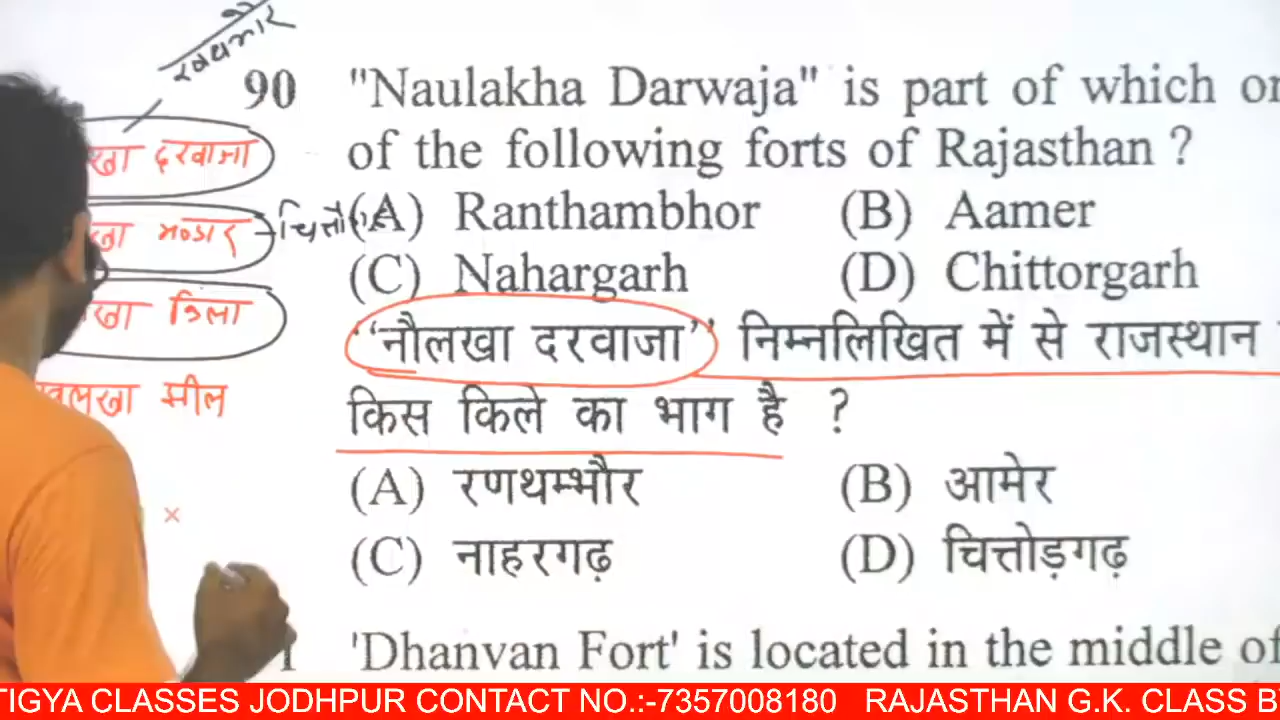 रणथम्भौर
90 "Naulakha Darwaja" is part of which
of the following forts of Rajasthan ?
खा दरवाजा
(A) Ranthambhor (B) Aamer
खा भण्डार
(C) Nahargarh (D) Chittorgarh
खा किला
"नौलखा दरवाजा" निम्नलिखित में से राजस्थान
झील
किस किले का भाग है ?
(A) रणथम्भौर (B) आमेर
(C) नाहरगढ़ (D) चित्तोड़गढ़
'Dhanvan Fort' is located in the middle of
TIGYA CLASSES JODHPUR CONTACT NO.:-7357008180 RAJASTHAN G.K. CLASS B